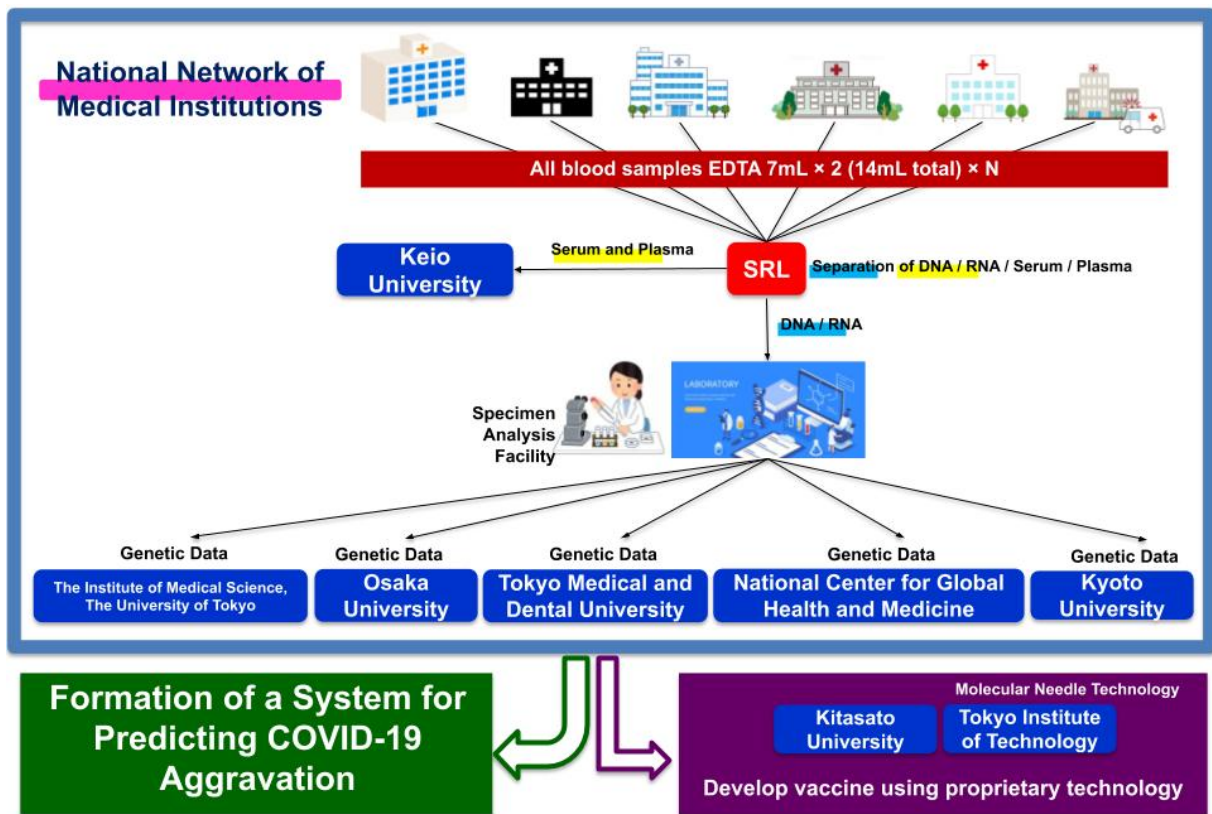 National Network of
Medical Institutions
All blood samples EDTA 7mL × 2 (14mL total) × N
Keio
University
Serum and Plasma
SRL
Separation of DNA / RNA / Serum / Plasma
DNA / RNA
Specimen
Analysis
Facility
LABORATORY
Genetic Data
The Institute of Medical Science,
The University of Tokyo
Genetic Data
Osaka
University
Genetic Data
Tokyo Medical and
Dental University
Genetic Data
National Center for Global
Health and Medicine
Genetic Data
Kyoto
University
Formation of a System for
Predicting COVID-19
Aggravation
Molecular Needle Technology
Kitasato
University
Tokyo Institute
of Technology
Develop vaccine using proprietary technology